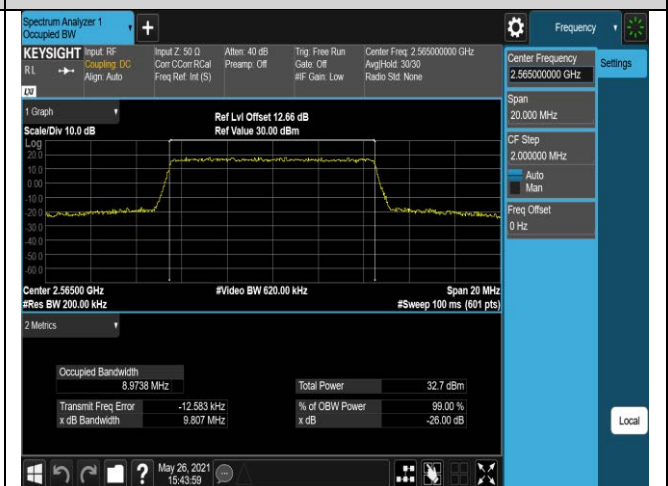 Spectrum Analyzer 1
Occupied BW
+
Frequency
KEYSIGHT
Input: RF
Coupling: DC
Align: Auto
Input Z: 50 Ω
Corr CCorr RCal
Freq Ref: Int (S)
Atten: 40 dB
Preamp: Off
Trig: Free Run
Gate: Off
#IF Gain: Low
Center Freq: 2.565000000 GHz
Avg|Hold: 30/30
Radio Std: None
RL
LXI
Center Frequency
2.565000000 GHz
Settings
Span
20.000 MHz
CF Step
2.000000 MHz
Auto
Man
Freq Offset
0 Hz
Local
1 Graph
Scale/Div 10.0 dB
Ref Lvl Offset 12.66 dB
Ref Value 30.00 dBm
Log
20.0
10.0
0.00
-10.0
-20.0
-30.0
-40.0
-50.0
-60.0
Center 2.56500 GHz
#Video BW 620.00 kHz
Span 20 MHz
#Res BW 200.00 kHz
#Sweep 100 ms (601 pts)
2 Metrics
Occupied Bandwidth
8.9738 MHz
Total Power
32.7 dBm
Transmit Freq Error
-12.583 kHz
% of OBW Power
99.00 %
x dB Bandwidth
9.807 MHz
x dB
-26.00 dB
?
May 26, 2021
15:43:59